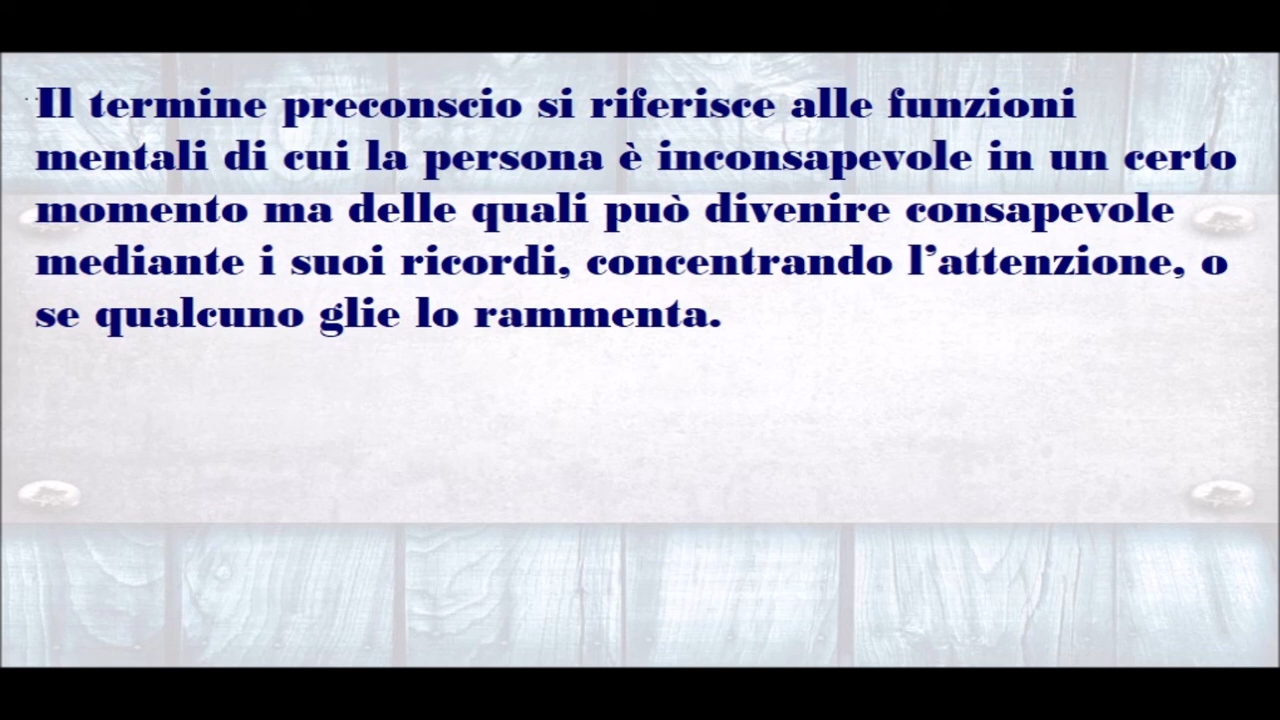 Il termine preconscio si riferisce alle funzioni
mentali di cui la persona è inconsapevole in un certo
momento ma delle quali può divenire consapevole
mediante i suoi ricordi, concentrando l’attenzione, o
se qualcuno glie lo rammenta.